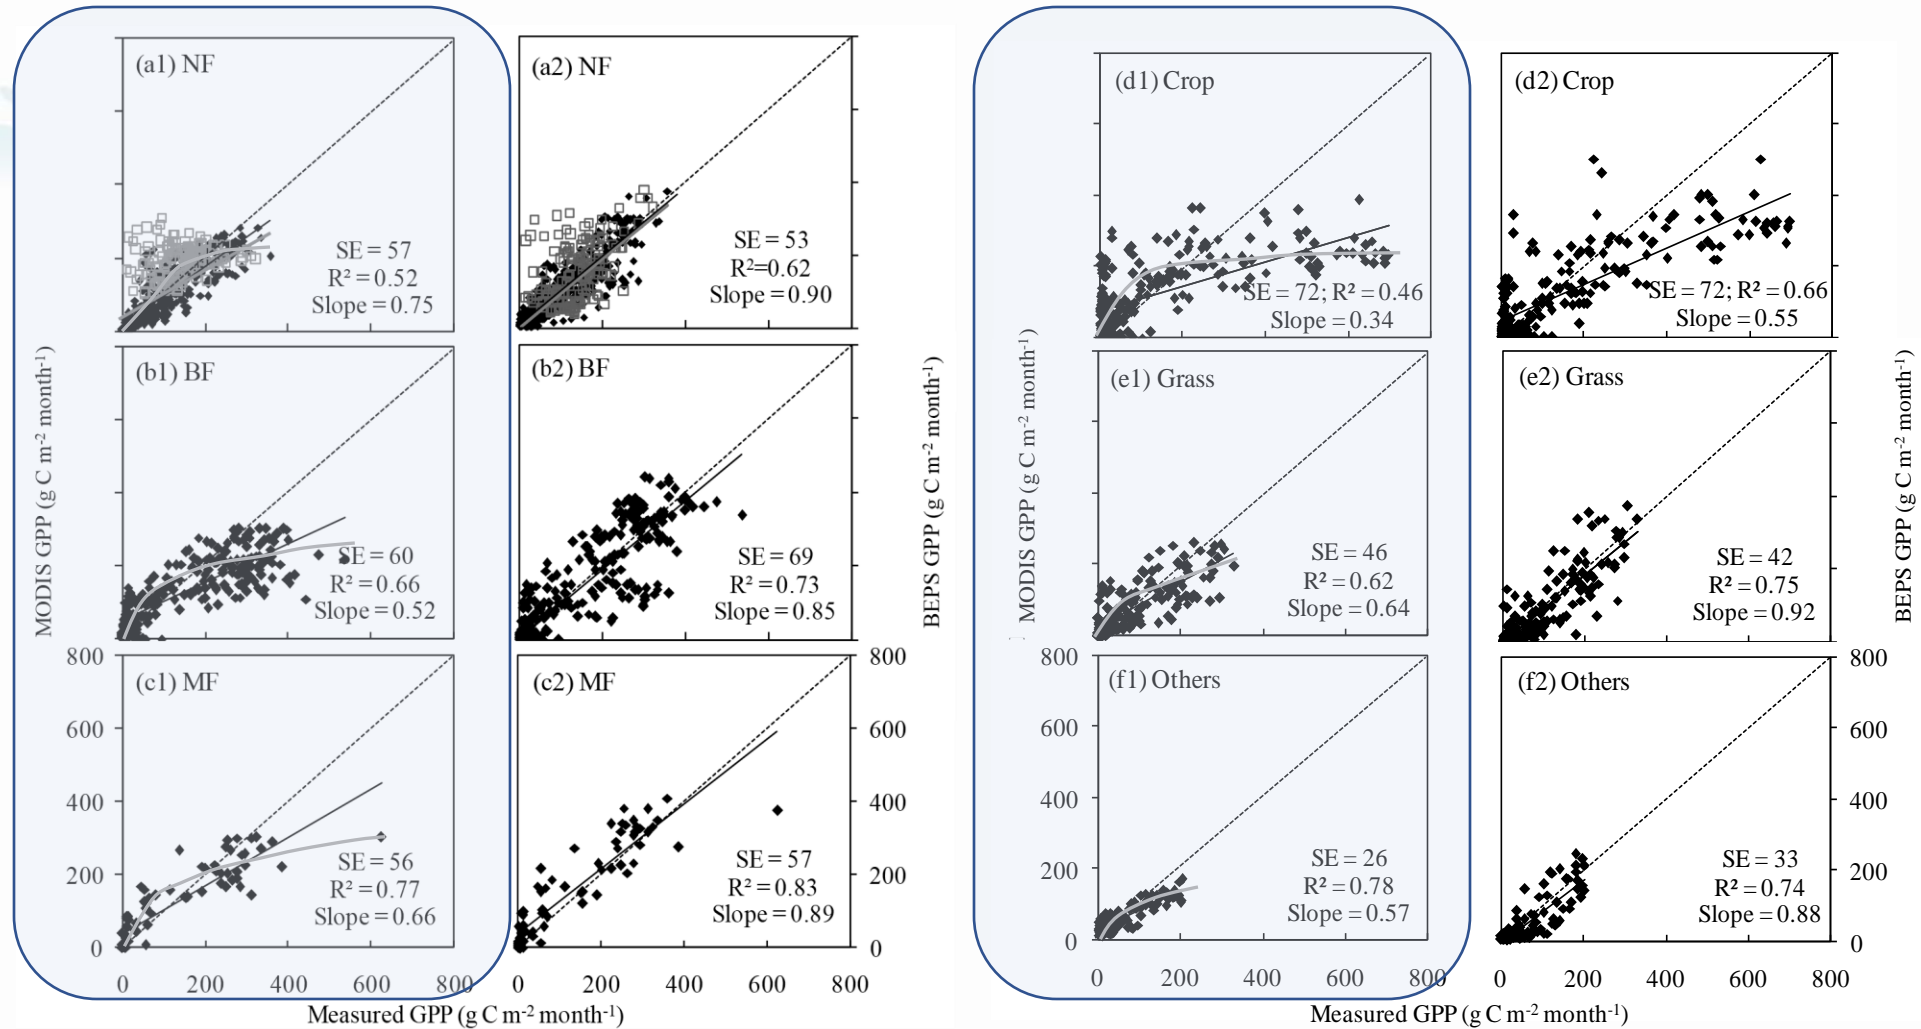 (a1) NF
SE = 57
R² = 0.52
Slope = 0.75
(a2) NF
SE = 53
R²=0.62
Slope = 0.90
(b1) BF
SE = 60
R² = 0.66
Slope = 0.52
(b2) BF
SE = 69
R² = 0.73
Slope = 0.85
(c1) MF
SE = 56
R² = 0.77
Slope = 0.66
(c2) MF
SE = 57
R² = 0.83
Slope = 0.89
MODIS GPP (g C m⁻² month⁻¹)
BEPS GPP (g C m⁻² month⁻¹)
800
600
400
200
0
800
600
400
200
0
0 200 400 600 800
0 200 400 600 800
Measured GPP (g C m⁻² month⁻¹)
(d1) Crop
SE = 72; R² = 0.46
Slope = 0.34
(d2) Crop
SE = 72; R² = 0.66
Slope = 0.55
(e1) Grass
SE = 46
R² = 0.62
Slope = 0.64
(e2) Grass
SE = 42
R² = 0.75
Slope = 0.92
(f1) Others
SE = 26
R² = 0.78
Slope = 0.57
(f2) Others
SE = 33
R² = 0.74
Slope = 0.88
MODIS GPP (g C m⁻² month⁻¹)
BEPS GPP (g C m⁻² month⁻¹)
800
600
400
200
0
800
600
400
200
0
0 200 400 600 800
0 200 400 600 800
Measured GPP (g C m⁻² month⁻¹)